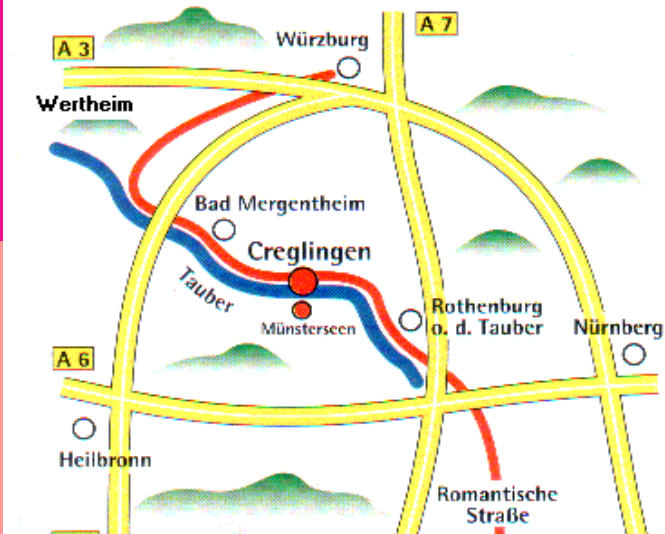 A 7
Würzburg
A 3
Wertheim
Bad Mergentheim
Creglingen
Tauber
Rothenburg
o. d. Tauber
Münsterseen
Nürnberg
A 6
Heilbronn
Romantische
Straße